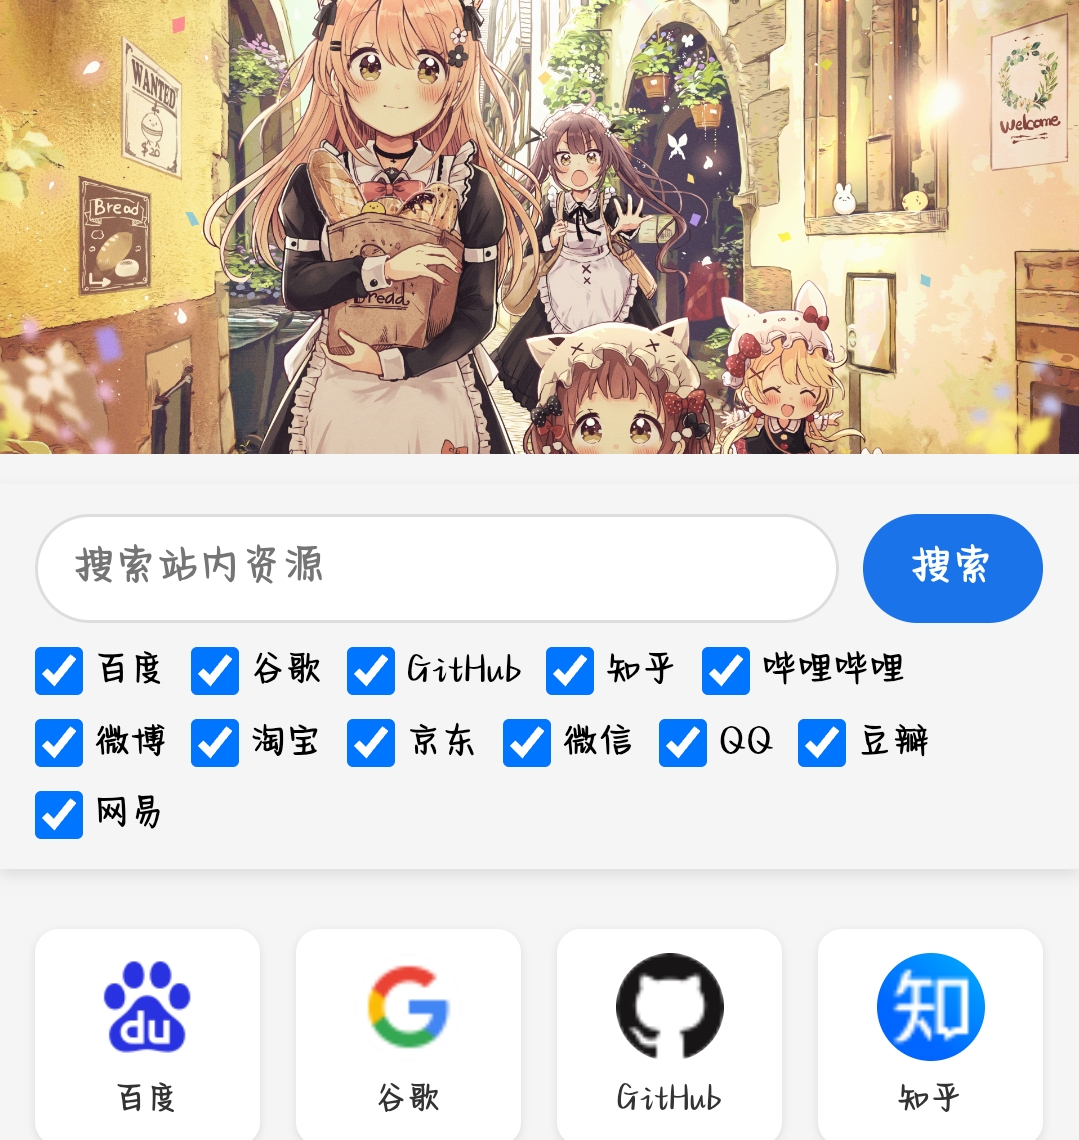 WANTED
$20
Bread
Welcome
Bread
搜索站内资源 搜索
百度 谷歌 GitHub 知乎 哔哩哔哩
微博 淘宝 京东 微信 QQ 豆瓣
网易
du 知
百度 谷歌 GitHub 知乎